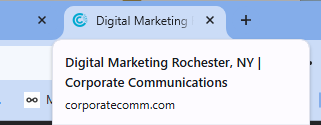 Digital Marketing
Digital Marketing Rochester, NY |
Corporate Communications
corporatecomm.com